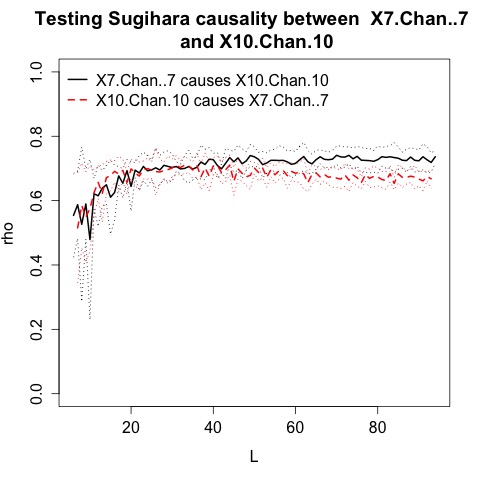 Testing Sugihara causality between  X7.Chan..7
and X10.Chan.10
X7.Chan..7 causes X10.Chan.10
X10.Chan.10 causes X7.Chan..7
1.0
0.8
0.6
0.4
0.2
0.0
rho
20 40 60 80
L